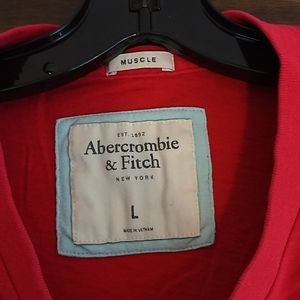 MUSCLE
EST. 1892
Abercrombie
& Fitch
NEW YORK
L
MADE IN VIETNAM